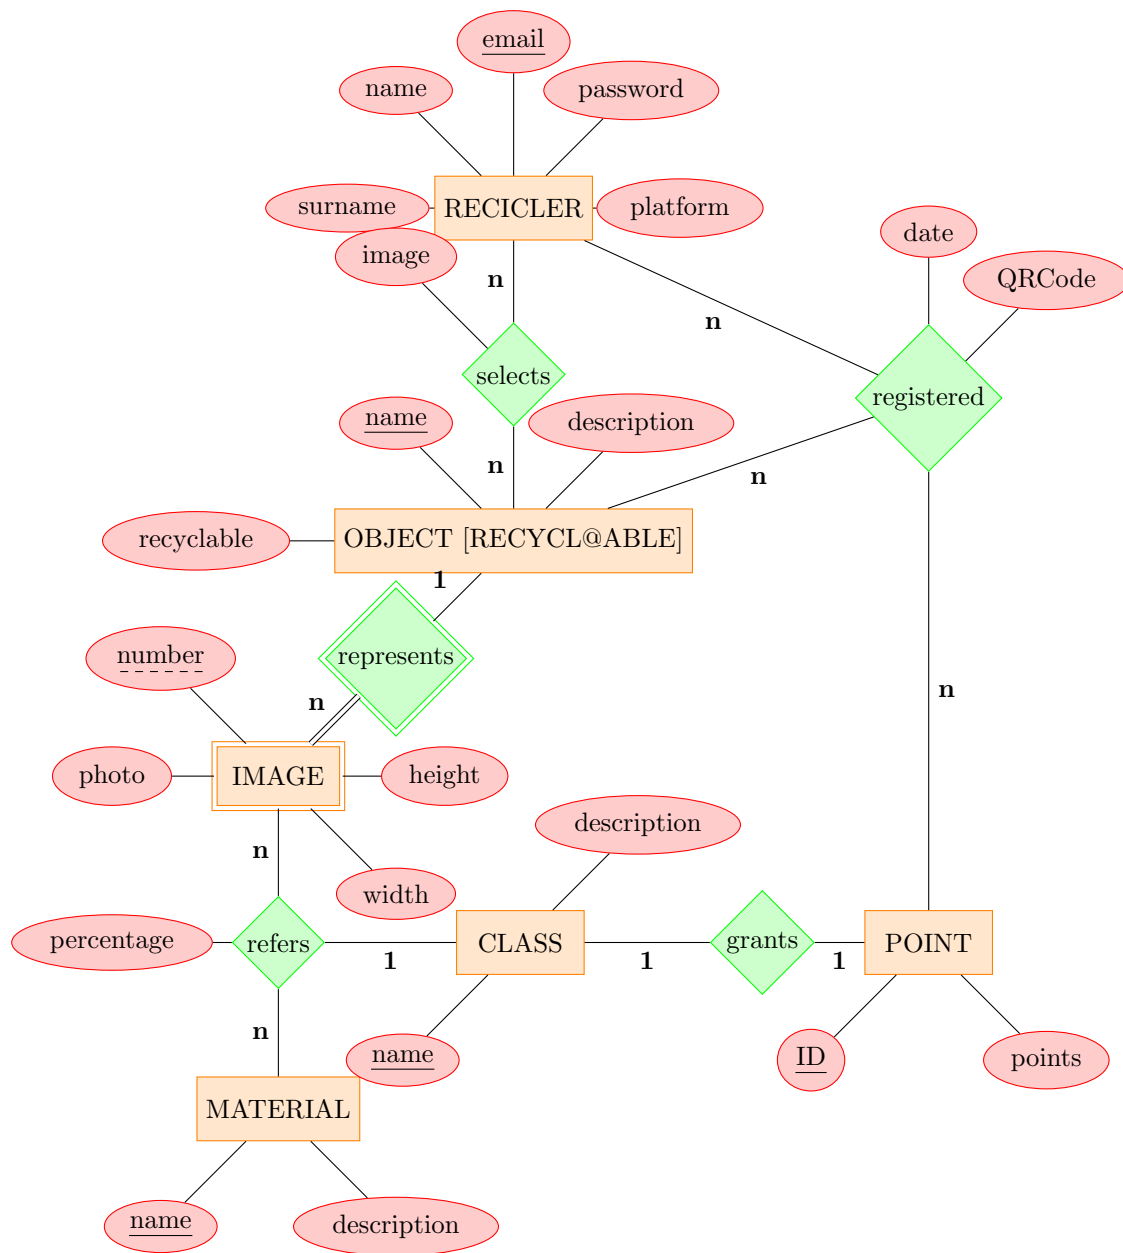 email
name
password
surname
RECICLER
platform
image
date
QRCode
n
n
selects
registered
name
description
n
n
recyclable
OBJECT [RECYCL@ABLE]
1
number
represents
n
n
photo
IMAGE
height
description
n
width
percentage
refers
1
CLASS
1
grants
1
POINT
n
name
ID
points
MATERIAL
name
description